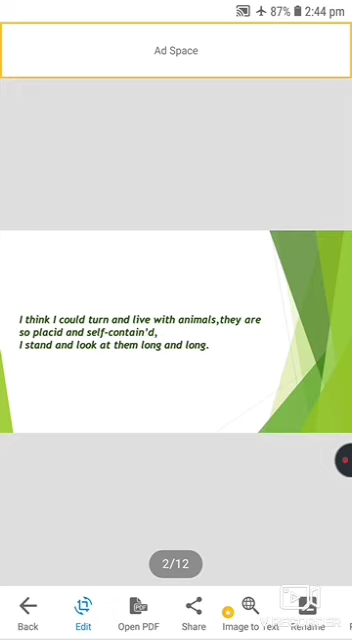 87% 2:44 pm
Ad Space
I think I could turn and live with animals,they are
so placid and self-contain'd,
I stand and look at them long and long.
2/12
Back Edit Open PDF Share Image to Text Rename